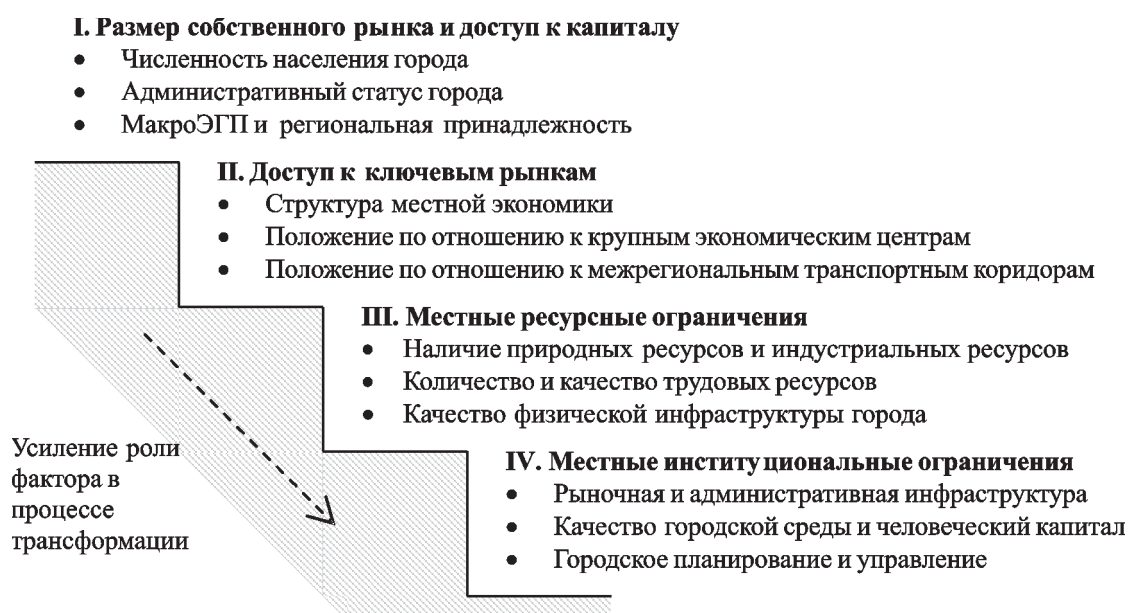 I. Размер собственного рынка и доступ к капиталу
• Численность населения города
• Административный статус города
• МакроЭГП и региональная принадлежность
II. Доступ к ключевым рынкам
• Структура местной экономики
• Положение по отношению к крупным экономическим центрам
• Положение по отношению к межрегиональным транспортным коридорам
III. Местные ресурсные ограничения
• Наличие природных ресурсов и индустриальных ресурсов
• Количество и качество трудовых ресурсов
• Качество физической инфраструктуры города
IV. Местные институциональные ограничения
• Рыночная и административная инфраструктура
• Качество городской среды и человеческий капитал
• Городское планирование и управление
Усиление роли
фактора в
процессе
трансформации